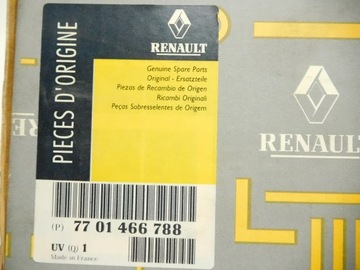 RENAULT
PIECES D'ORIGINE
Genuine Spare Parts
Original - Ersatzteile
Piezas de Recambio de Origen
Ricambi Originali
Peças Sobresselentes de Origem
(P) 77 01 466 788
UV (Q) 1
Made in France
RENAULT
RE